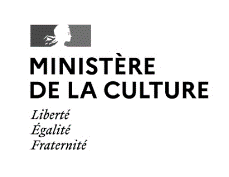 MINISTÈRE
DE LA CULTURE
Liberté
Égalité
Fraternité